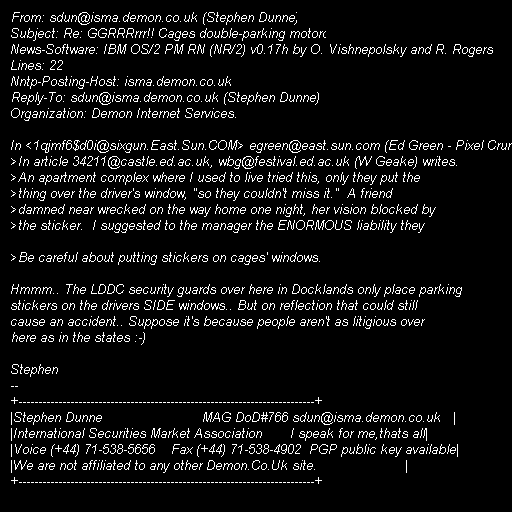 From: sdun@isma.demon.co.uk (Stephen Dunne)
Subject: Re: GGRRRrrr!! Cages double-parking motorc
News-Software: IBM OS/2 PM RN (NR/2) v0.17h by O. Vishnepolsky and R. Rogers
Lines: 22
Nntp-Posting-Host: isma.demon.co.uk
Reply-To: sdun@isma.demon.co.uk (Stephen Dunne)
Organization: Demon Internet Services.

In <1qjmf6$d0i@sixgun.East.Sun.COM> egreen@east.sun.com (Ed Green - Pixel Crun
>In article 34211@castle.ed.ac.uk, wbg@festival.ed.ac.uk (W Geake) writes.
>An apartment complex where I used to live tried this, only they put the
>thing over the driver's window, "so they couldn't miss it."  A friend
>damned near wrecked on the way home one night, her vision blocked by
>the sticker.  I suggested to the manager the ENORMOUS liability they

>Be careful about putting stickers on cages' windows.

Hmmm.. The LDDC security guards over here in Docklands only place parking
stickers on the drivers SIDE windows.. But on reflection that could still
cause an accident.. Suppose it's because people aren't as litigious over
here as in the states :-)

Stephen
--
+---------------------------------------------------------------------------+
|Stephen Dunne                         MAG DoD#766 sdun@isma.demon.co.uk   |
|International Securities Market Association       I speak for me,thats all|
|Voice (+44) 71-538-5656    Fax (+44) 71-538-4902  PGP public key available|
|We are not affiliated to any other Demon.Co.Uk site.                      |
+---------------------------------------------------------------------------+